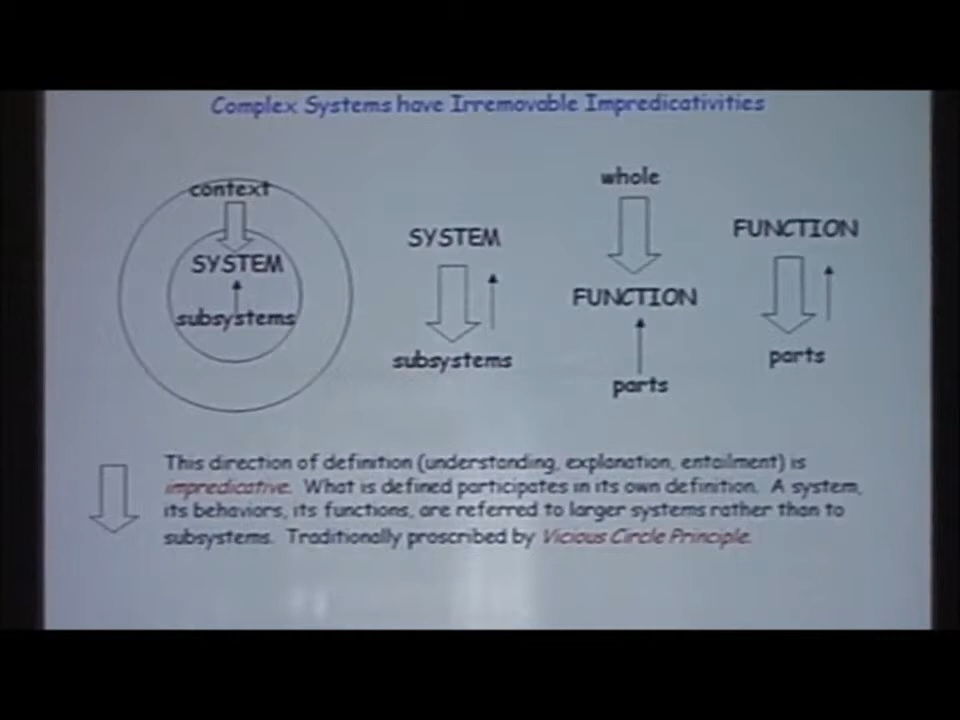 Complex Systems have Irremovable Impredicativities
context
SYSTEM
subsystems
SYSTEM
subsystems
whole
FUNCTION
parts
FUNCTION
parts
This direction of definition (understanding, explanation, entailment) is
impredicative. What is defined participates in its own definition. A system,
its behaviors, its functions, are referred to larger systems rather than to
subsystems. Traditionally proscribed by Vicious Circle Principle.